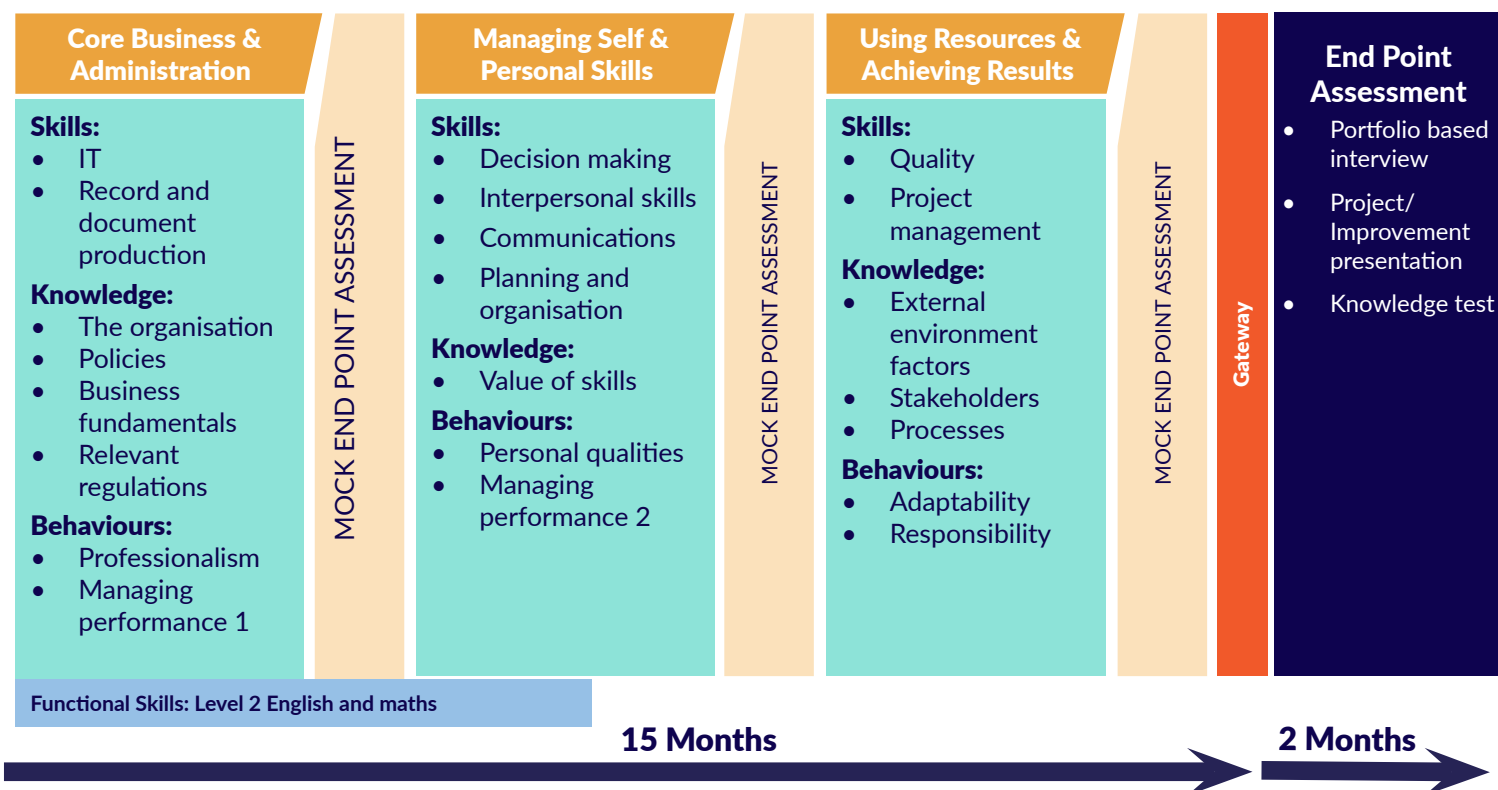 Core Business &
Administration
Skills:
• IT
• Record and
document
production
Knowledge:
• The organisation
• Policies
• Business
fundamentals
• Relevant
regulations
Behaviours:
• Professionalism
• Managing
performance 1
MOCK END POINT ASSESSMENT
Managing Self &
Personal Skills
Skills:
• Decision making
• Interpersonal skills
• Communications
• Planning and
organisation
Knowledge:
• Value of skills
Behaviours:
• Personal qualities
• Managing
performance 2
MOCK END POINT ASSESSMENT
Using Resources &
Achieving Results
Skills:
• Quality
• Project
management
Knowledge:
• External
environment
factors
• Stakeholders
• Processes
Behaviours:
• Adaptability
• Responsibility
MOCK END POINT ASSESSMENT
Gateway
End Point
Assessment
• Portfolio based
interview
• Project/
Improvement
presentation
• Knowledge test
Functional Skills: Level 2 English and maths
15 Months
2 Months